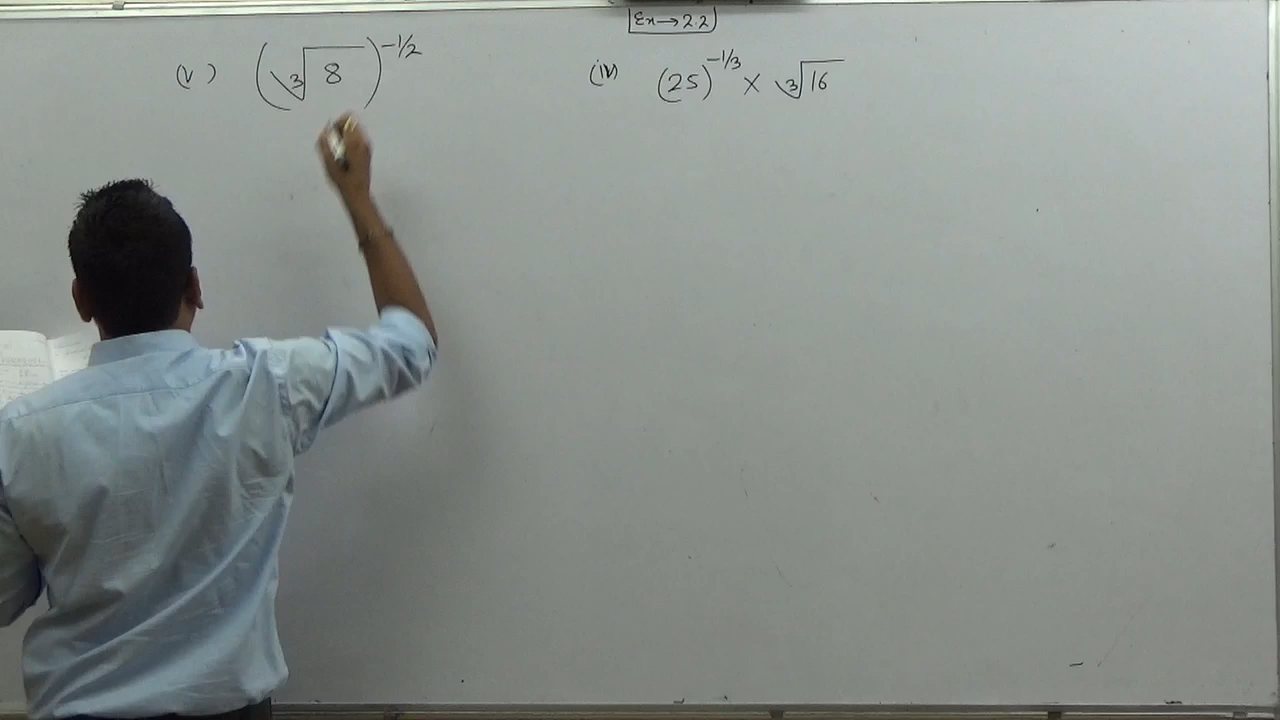 Ex → 2.2
(v) (∛8)^{-1/2}
(iv) (25)^{-1/3} × ∛16